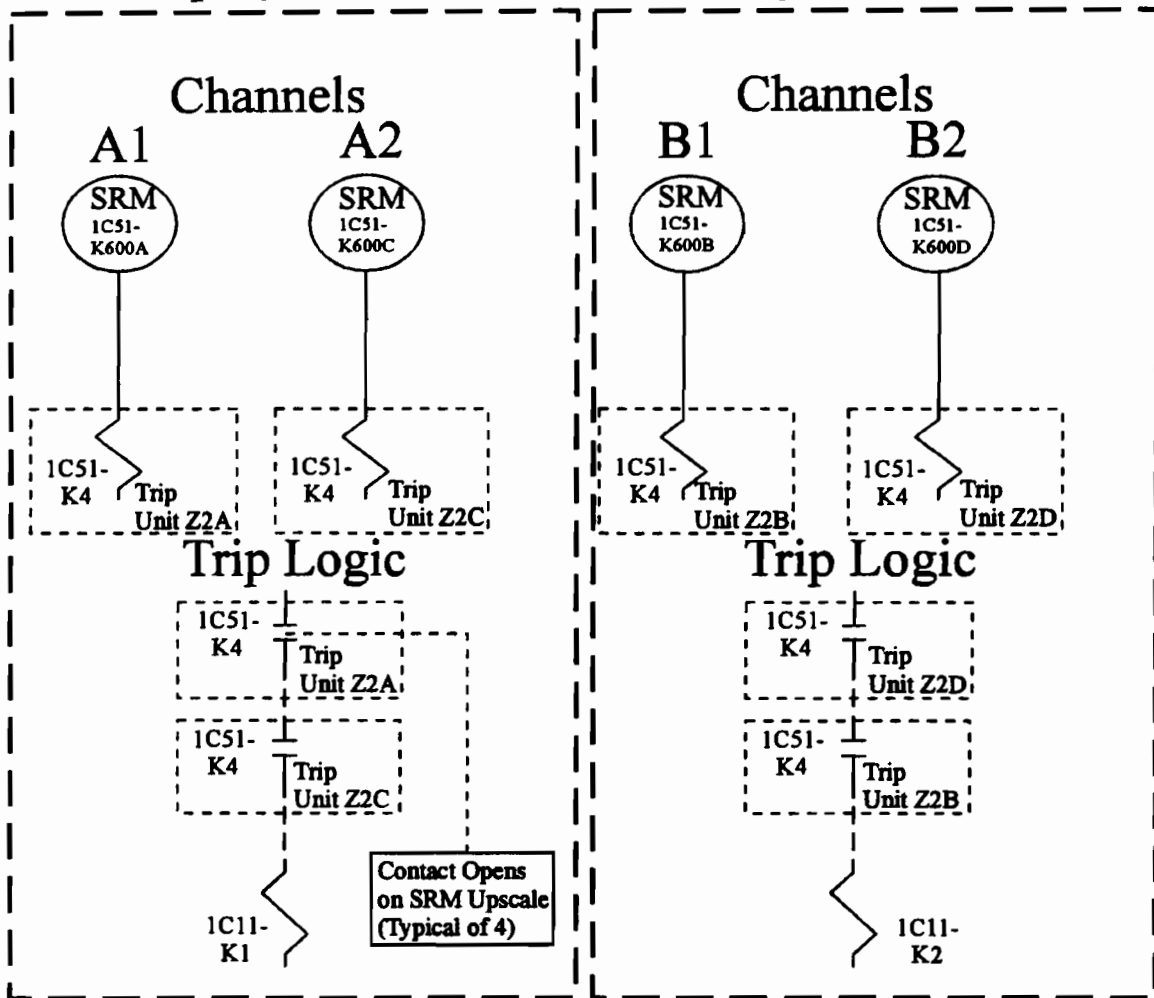 Channels
A1
A2
SRM
1C51-
K600A
SRM
1C51-
K600C
1C51-
K4
Trip
Unit Z2A
1C51-
K4
Trip
Unit Z2C
Trip Logic
1C51-
K4
Trip
Unit Z2A
1C51-
K4
Trip
Unit Z2C
Contact Opens
on SRM Upscale
(Typical of 4)
1C11-
K1
Channels
B1
B2
SRM
1C51-
K600B
SRM
1C51-
K600D
1C51-
K4
Trip
Unit Z2B
1C51-
K4
Trip
Unit Z2D
Trip Logic
1C51-
K4
Trip
Unit Z2D
1C51-
K4
Trip
Unit Z2B
1C11-
K2